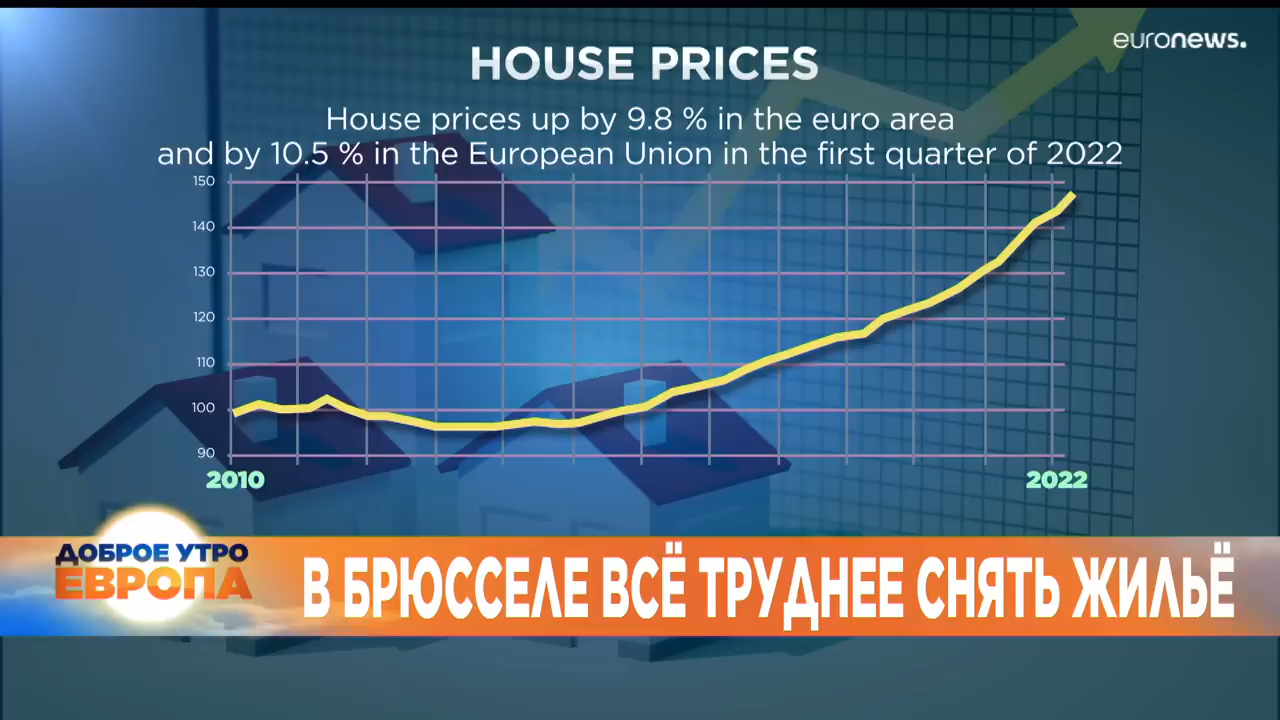 euronews.
HOUSE PRICES
House prices up by 9.8 % in the euro area
and by 10.5 % in the European Union in the first quarter of 2022
150
140
130
120
110
100
90
2010
2022
ДОБРОЕ УТРО
ЕВРОПА
В БРЮССЕЛЕ ВСЁ ТРУДНЕЕ СНЯТЬ ЖИЛЬЁ